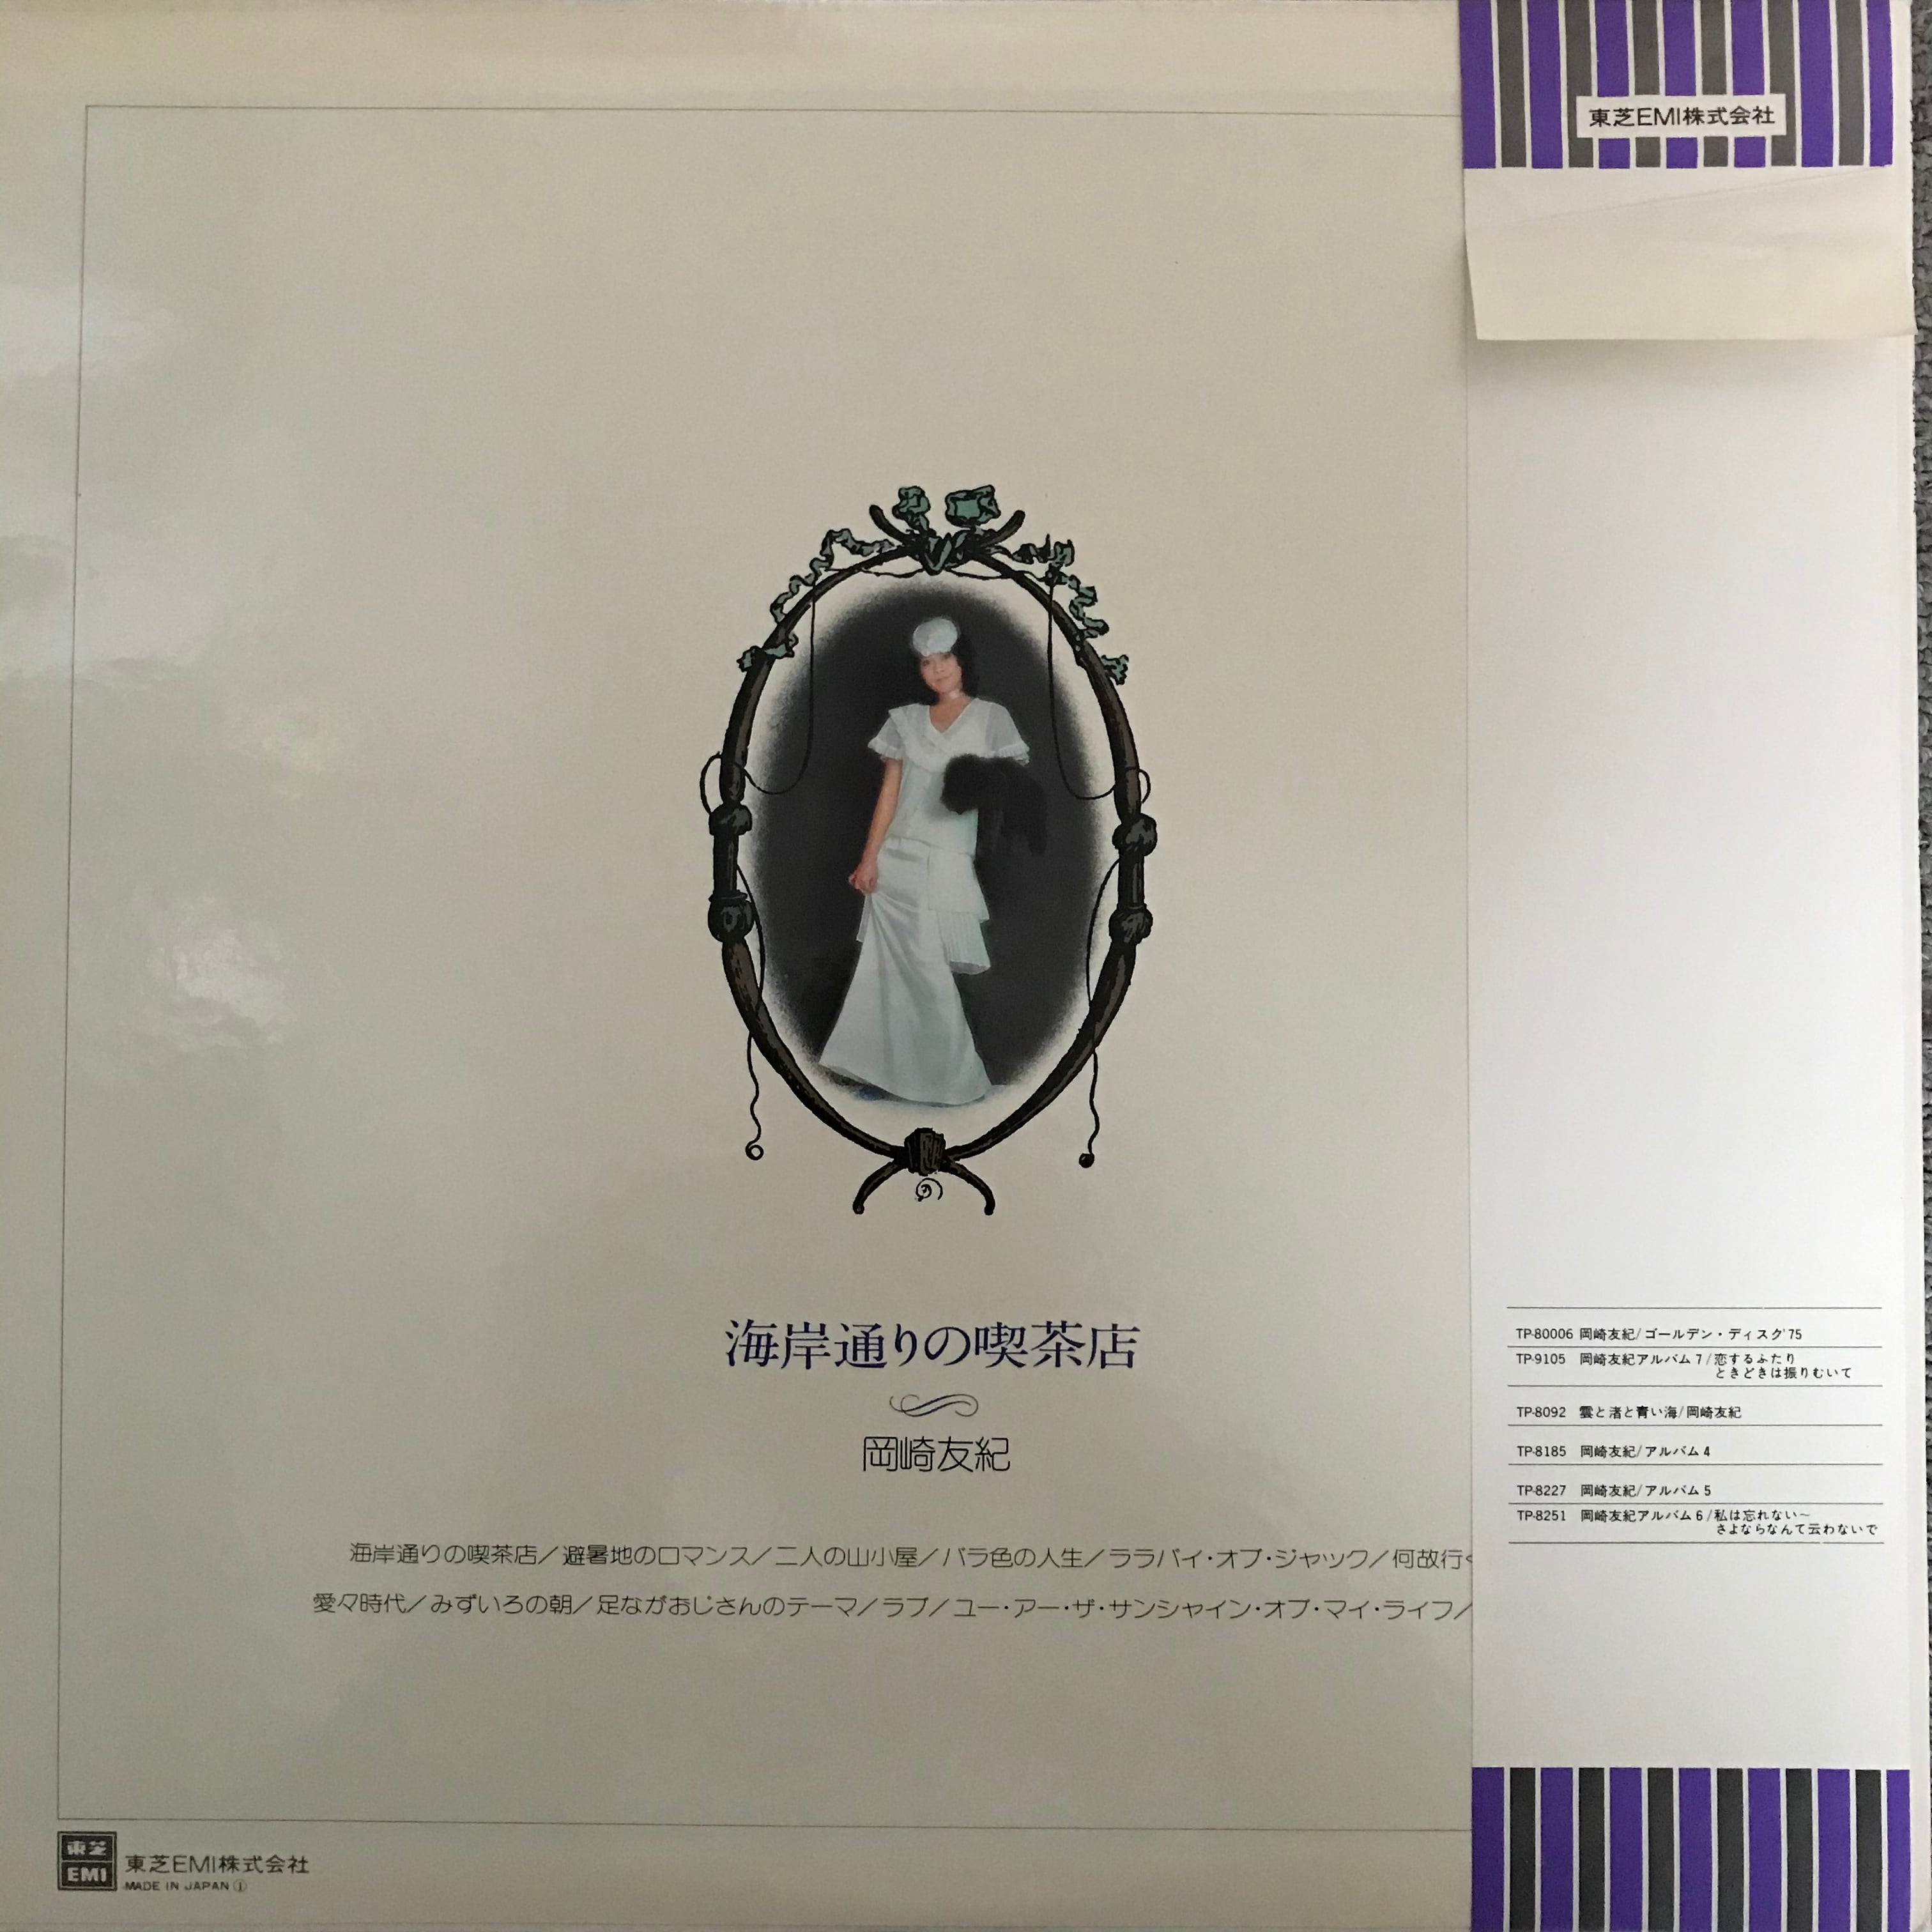 東芝EMI株式会社
海岸通りの喫茶店
岡崎友紀
海岸通りの喫茶店/避暑地のロマンス/二人の山小屋/バラ色の人生/ララバイ・オブ・ジャック/何故行く
愛々時代/みずいろの朝/足ながおじさんのテーマ/ラブ/ユー・アー・ザ・サンシャイン・オブ・マイ・ライフ/
TP-80006 岡崎友紀/ゴールデン・ディスク'75
TP-9105 岡崎友紀アルバム7/恋するふたり
ときどきは振りむいて
TP-8092 雲と渚と青い海/岡崎友紀
TP-8185 岡崎友紀/アルバム4
TP-8227 岡崎友紀/アルバム5
TP-8251 岡崎友紀アルバム6/私は忘れない~
さよならなんて云わないで
東芝
EMI
東芝EMI株式会社
MADE IN JAPAN ①